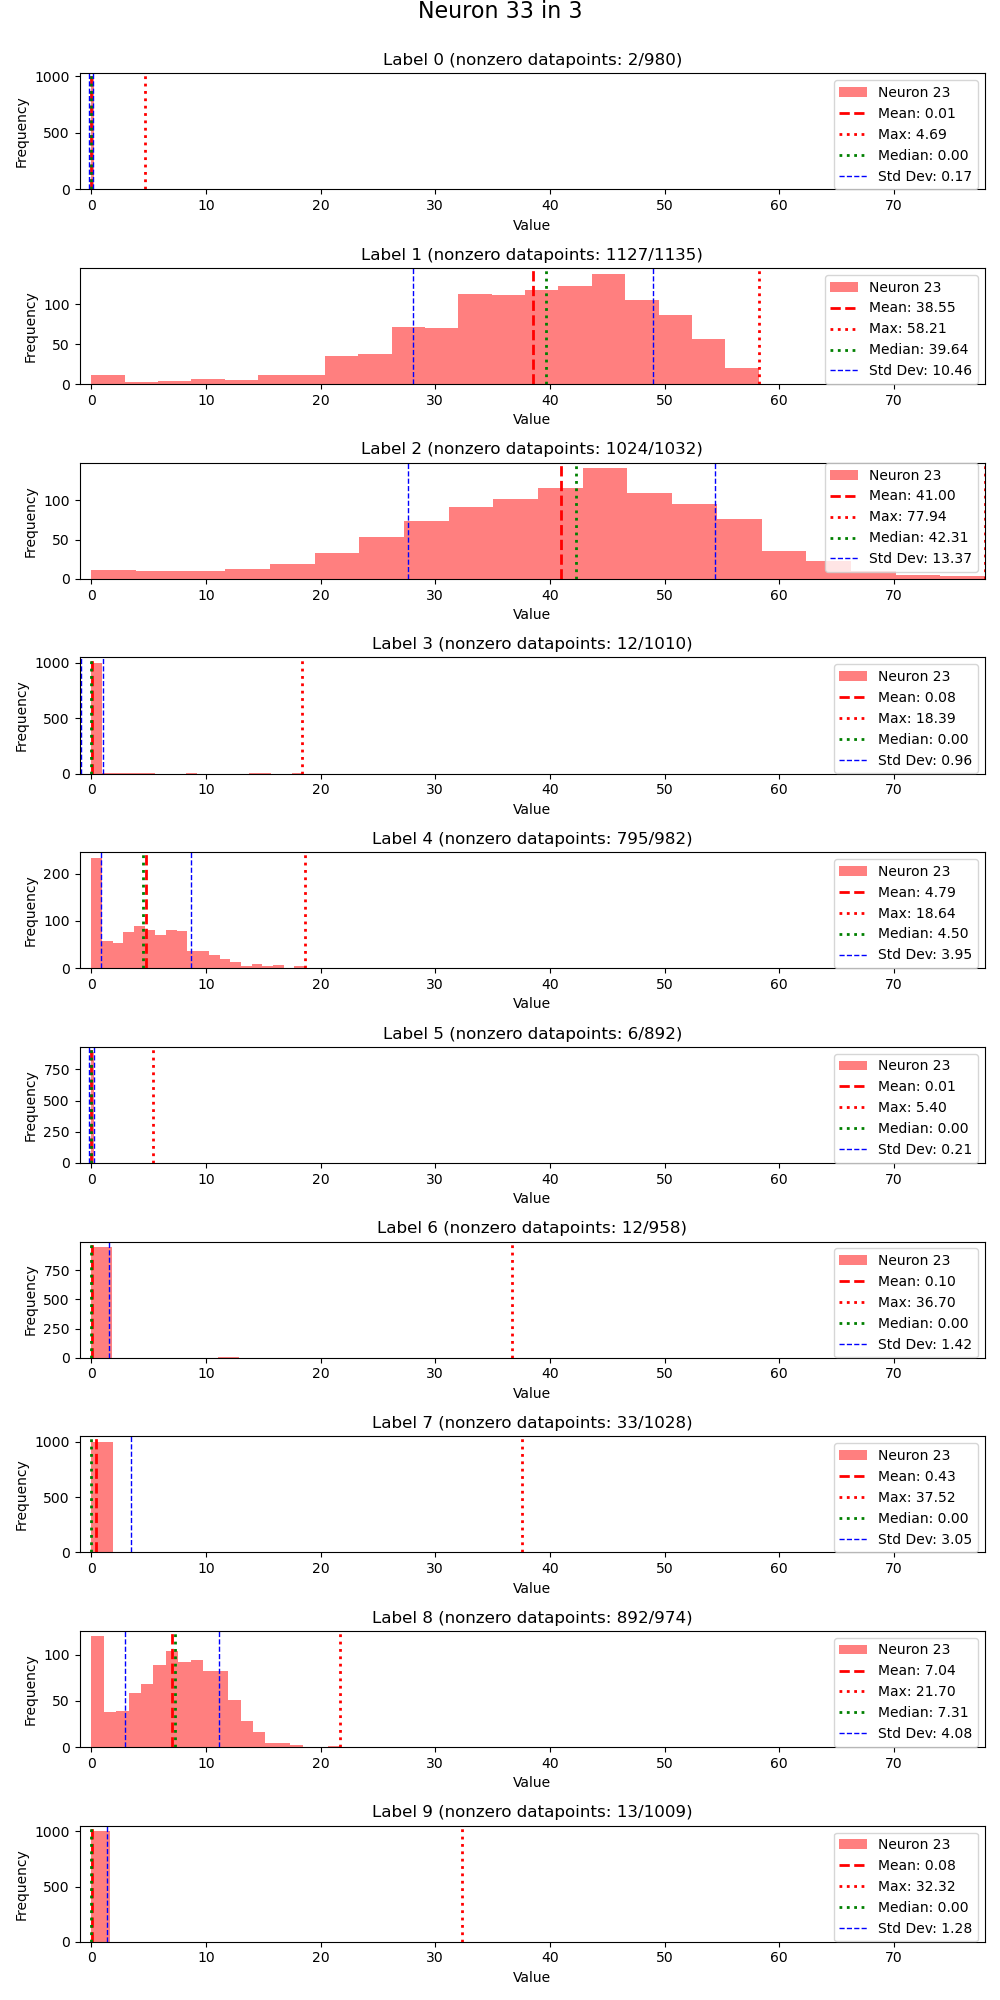 Neuron 33 in 3
Label 0 (nonzero datapoints: 2/980)
Frequency
1000
500
0
Neuron 23
Mean: 0.01
Max: 4.69
Median: 0.00
Std Dev: 0.17
0 10 20 30 40 50 60 70
Value
Label 1 (nonzero datapoints: 1127/1135)
Frequency
100
50
0
Neuron 23
Mean: 38.55
Max: 58.21
Median: 39.64
Std Dev: 10.46
0 10 20 30 40 50 60 70
Value
Label 2 (nonzero datapoints: 1024/1032)
Frequency
100
50
0
Neuron 23
Mean: 41.00
Max: 77.94
Median: 42.31
Std Dev: 13.37
0 10 20 30 40 50 60 70
Value
Label 3 (nonzero datapoints: 12/1010)
Frequency
1000
500
0
Neuron 23
Mean: 0.08
Max: 18.39
Median: 0.00
Std Dev: 0.96
0 10 20 30 40 50 60 70
Value
Label 4 (nonzero datapoints: 795/982)
Frequency
200
100
0
Neuron 23
Mean: 4.79
Max: 18.64
Median: 4.50
Std Dev: 3.95
0 10 20 30 40 50 60 70
Value
Label 5 (nonzero datapoints: 6/892)
Frequency
750
500
250
0
Neuron 23
Mean: 0.01
Max: 5.40
Median: 0.00
Std Dev: 0.21
0 10 20 30 40 50 60 70
Value
Label 6 (nonzero datapoints: 12/958)
Frequency
750
500
250
0
Neuron 23
Mean: 0.10
Max: 36.70
Median: 0.00
Std Dev: 1.42
0 10 20 30 40 50 60 70
Value
Label 7 (nonzero datapoints: 33/1028)
Frequency
1000
500
0
Neuron 23
Mean: 0.43
Max: 37.52
Median: 0.00
Std Dev: 3.05
0 10 20 30 40 50 60 70
Value
Label 8 (nonzero datapoints: 892/974)
Frequency
100
50
0
Neuron 23
Mean: 7.04
Max: 21.70
Median: 7.31
Std Dev: 4.08
0 10 20 30 40 50 60 70
Value
Label 9 (nonzero datapoints: 13/1009)
Frequency
1000
500
0
Neuron 23
Mean: 0.08
Max: 32.32
Median: 0.00
Std Dev: 1.28
0 10 20 30 40 50 60 70
Value